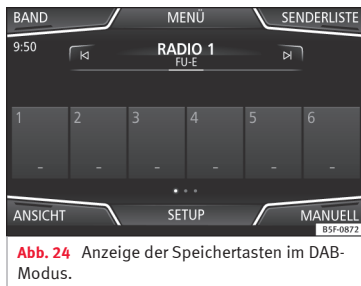 BAND MENÜ SENDERLISTE
9:50 RADIO 1
FU-E
1 2 3 4 5 6
- - - - - -
ANSICHT SETUP MANUELL
B5F-0872
Abb. 24 Anzeige der Speichertasten im DAB-
Modus.